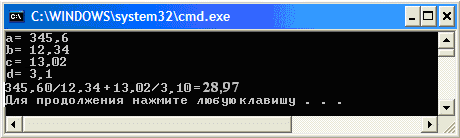 C:\WINDOWS\system32\cmd.exe
a= 345,6
b= 12,34
c= 13,02
d= 3,1
345,60/12,34+13,02/3,10=28,97
Для продолжения нажмите любую клавишу . . .